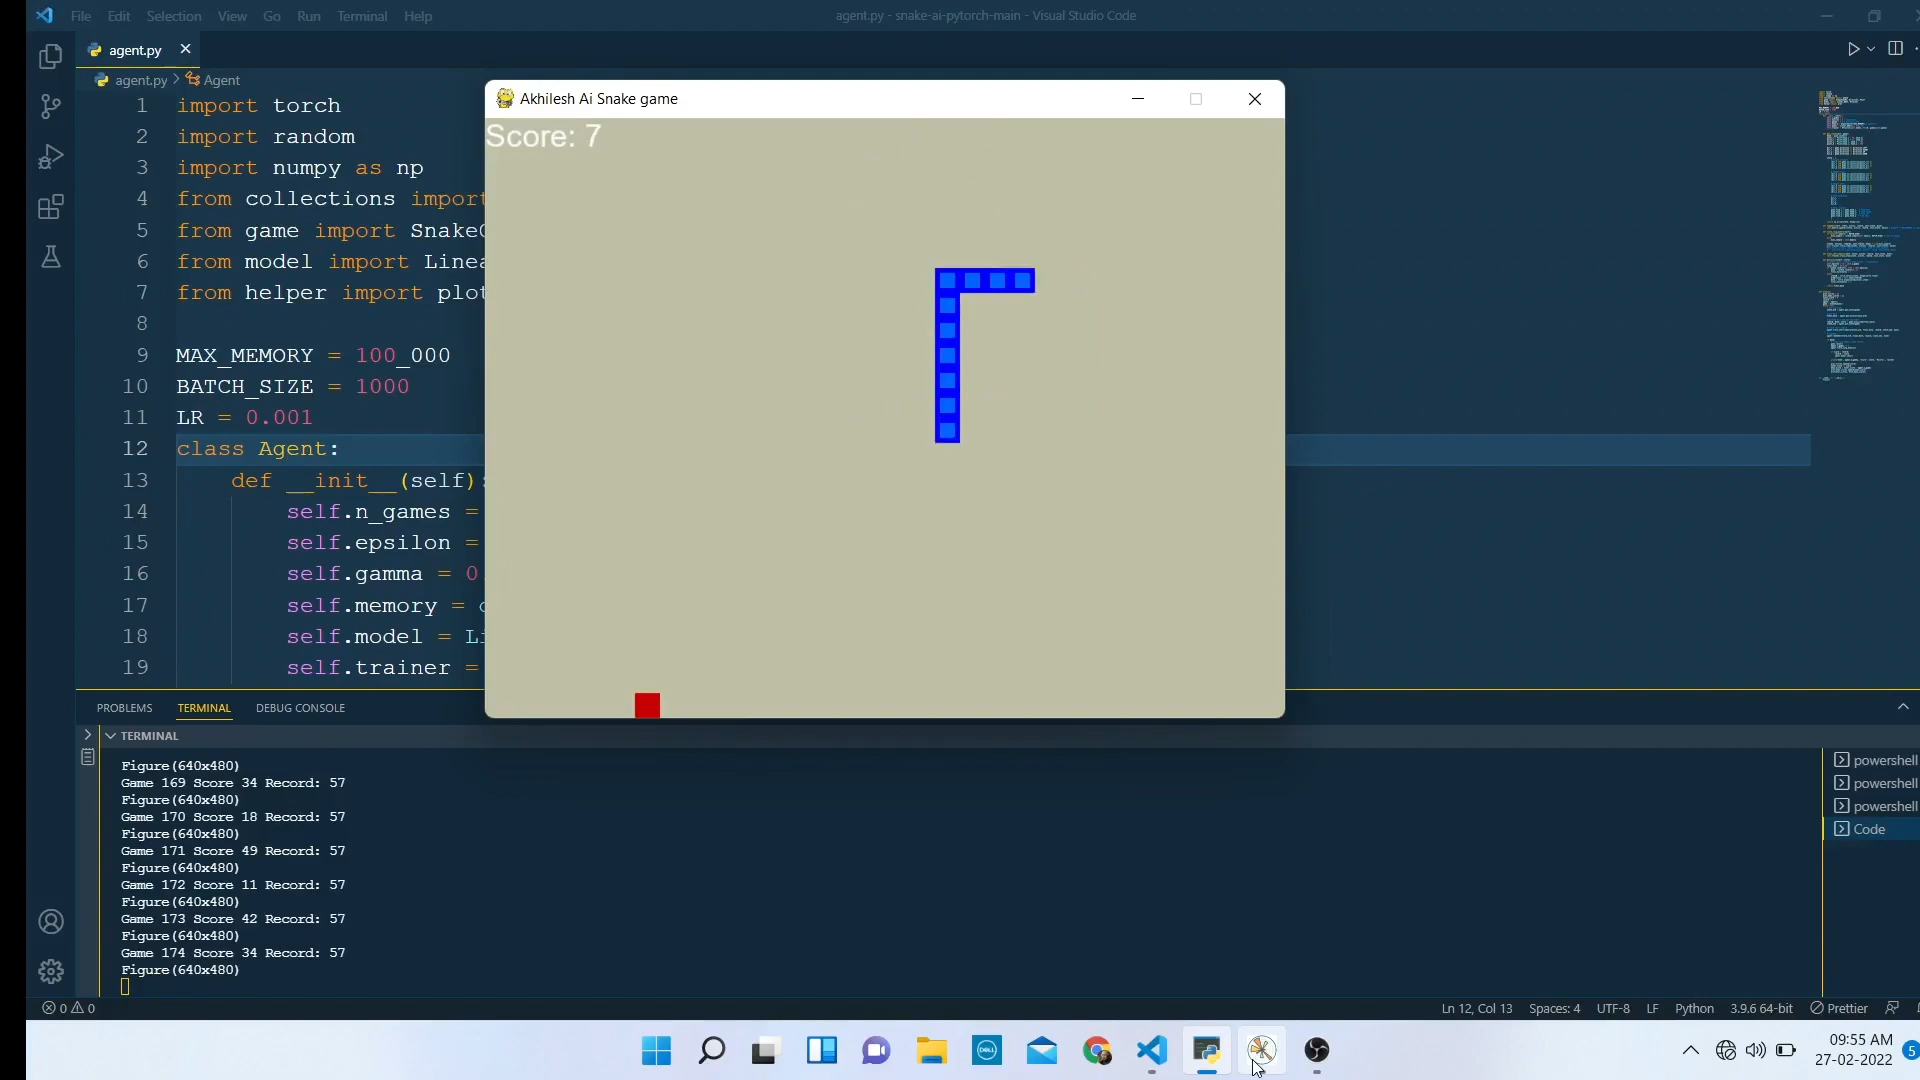 File Edit Selection View Go Run Terminal Help
agent.py - snake-ai-pytorch-main - Visual Studio Code
agent.py
agent.py > Agent
1 import torch
2 import random
3 import numpy as np
4 from collections import
5 from game import Snake
6 from model import Linea
7 from helper import plot
8
9 MAX_MEMORY = 100_000
10 BATCH_SIZE = 1000
11 LR = 0.001
12 class Agent:
13 def __init__(self):
14 self.n_games =
15 self.epsilon =
16 self.gamma = 0
17 self.memory =
18 self.model = Li
19 self.trainer =
Akhilesh Ai Snake game
Score: 7
PROBLEMS TERMINAL DEBUG CONSOLE
TERMINAL
Figure(640x480)
Game 169 Score 34 Record: 57
Figure(640x480)
Game 170 Score 18 Record: 57
Figure(640x480)
Game 171 Score 49 Record: 57
Figure(640x480)
Game 172 Score 11 Record: 57
Figure(640x480)
Game 173 Score 42 Record: 57
Figure(640x480)
Game 174 Score 34 Record: 57
Figure(640x480)
powershell
powershell
powershell
Code
0 0
Ln 12, Col 13 Spaces: 4 UTF-8 LF Python 3.9.6 64-bit Prettier
DELL
09:55 AM
27-02-2022
5